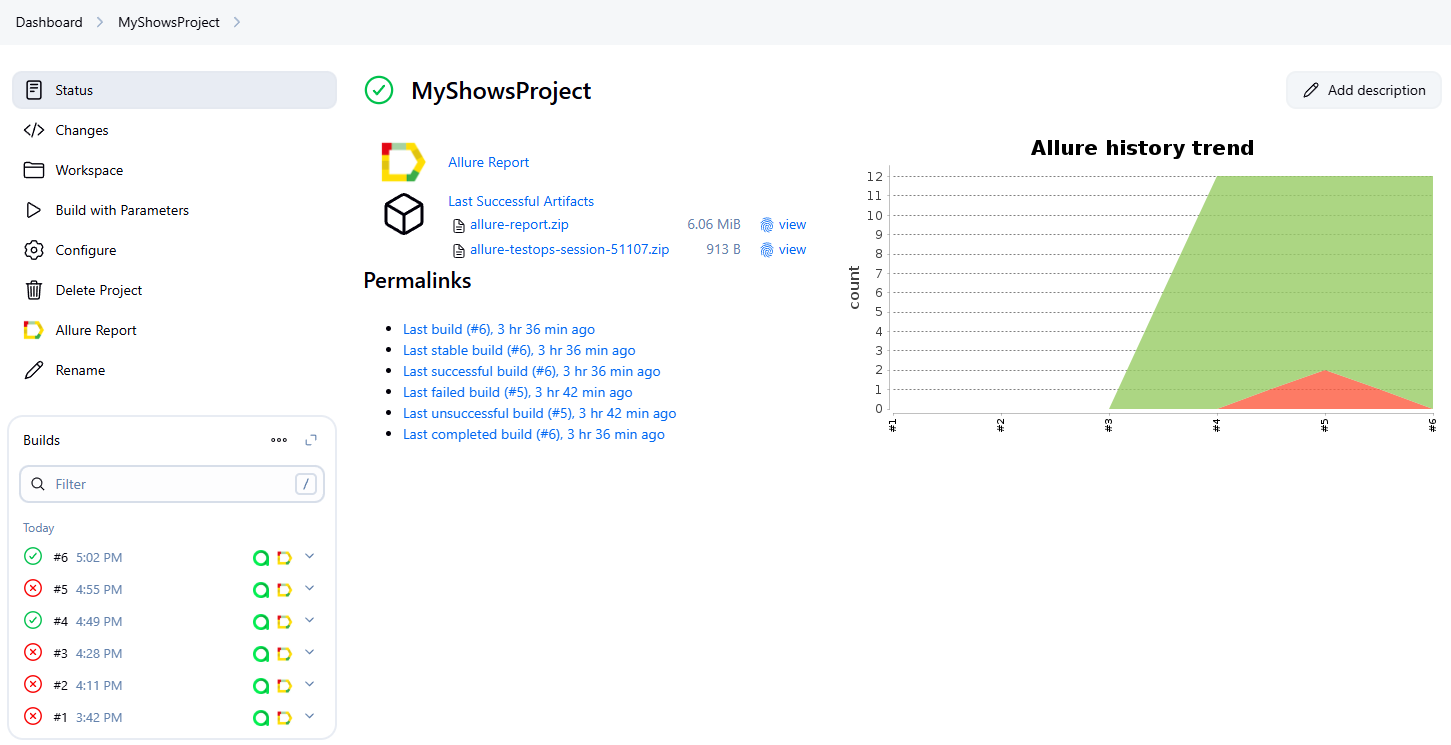 Dashboard
MyShowsProject
Status
Changes
Workspace
Build with Parameters
Configure
Delete Project
Allure Report
Rename
Builds
Filter
/
Today
#6 5:02 PM
#5 4:55 PM
#4 4:49 PM
#3 4:28 PM
#2 4:11 PM
#1 3:42 PM
MyShowsProject
Add description
Allure Report
Last Successful Artifacts
allure-report.zip 6.06 MiB view
allure-testops-session-51107.zip 913 B view
Permalinks
Last build (#6), 3 hr 36 min ago
Last stable build (#6), 3 hr 36 min ago
Last successful build (#6), 3 hr 36 min ago
Last failed build (#5), 3 hr 42 min ago
Last unsuccessful build (#5), 3 hr 42 min ago
Last completed build (#6), 3 hr 36 min ago
Allure history trend
count
12
11
10
9
8
7
6
5
4
3
2
1
0
#1 #2 #3 #4 #5 #6